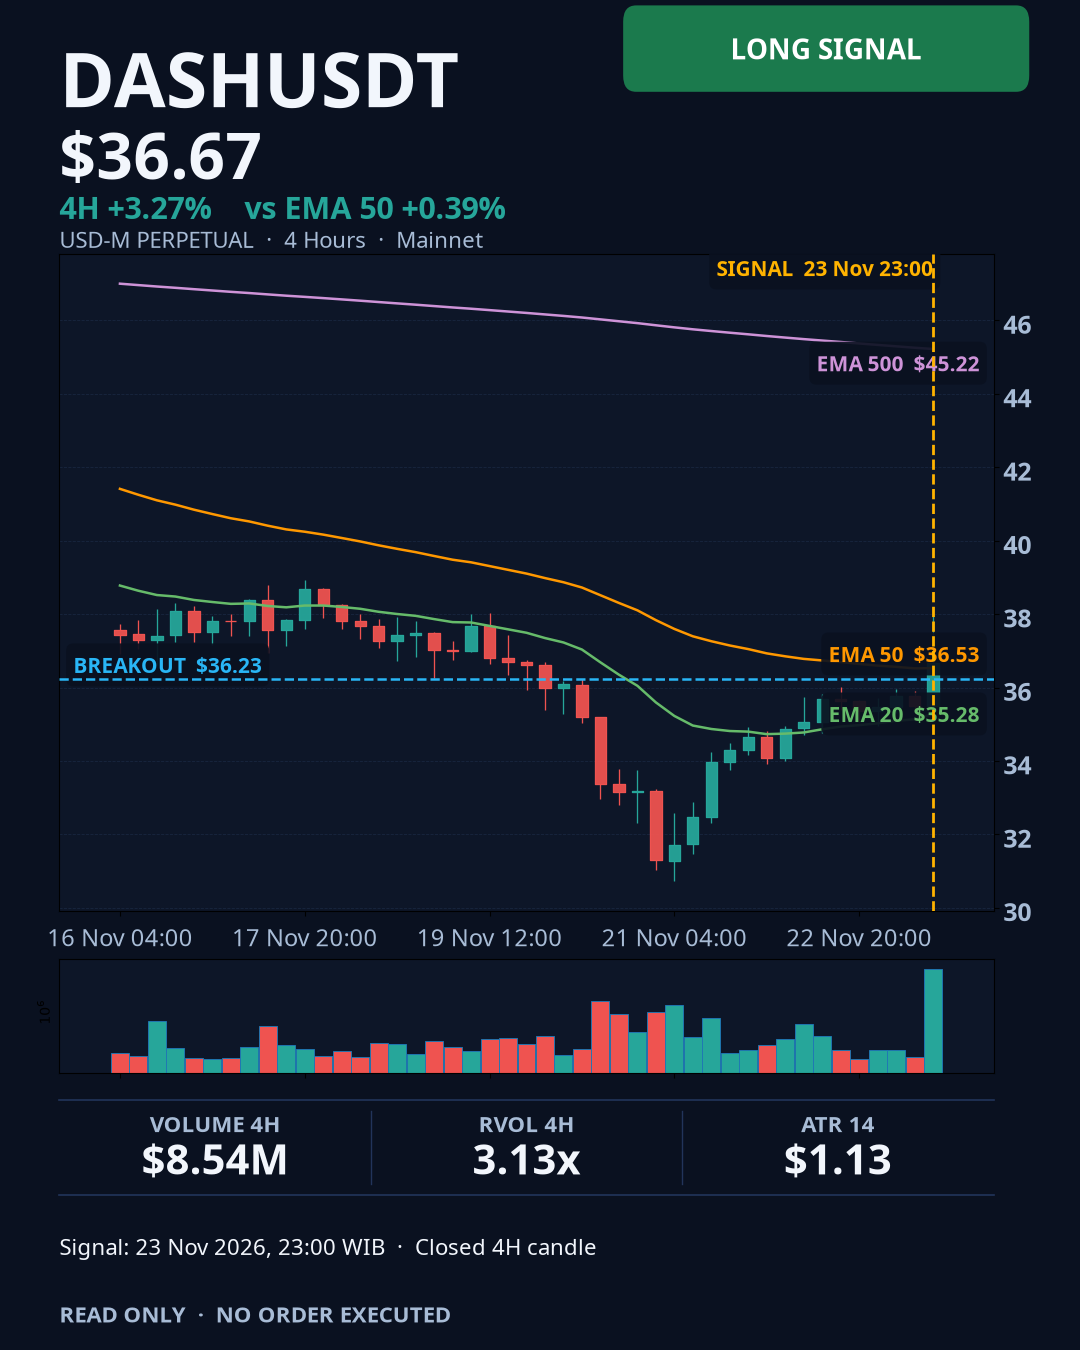 LONG SIGNAL
DASHUSDT
$36.67
4H +3.27% vs EMA 50 +0.39%
USD-M PERPETUAL · 4 Hours · Mainnet
SIGNAL 23 Nov 23:00
46
EMA 500 $45.22
44
42
40
38
EMA 50 $36.53
BREAKOUT $36.23
36
EMA 20 $35.28
34
32
30
16 Nov 04:00 17 Nov 20:00 19 Nov 12:00 21 Nov 04:00 22 Nov 20:00
10⁶
VOLUME 4H RVOL 4H ATR 14
$8.54M 3.13x $1.13
Signal: 23 Nov 2026, 23:00 WIB · Closed 4H candle
READ ONLY · NO ORDER EXECUTED